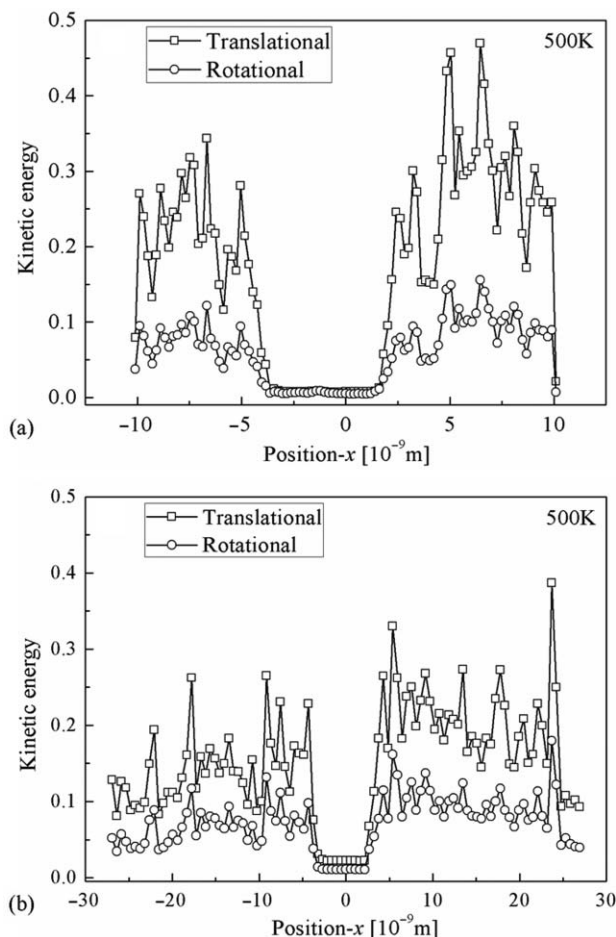 0.5
Translational
500K
Rotational
0.4
0.3
0.2
0.1
0.0
Kinetic energy
−10 −5 0 5 10
(a)
Position-x [10⁻⁹m]
0.5
Translational
500K
Rotational
0.4
0.3
0.2
0.1
0.0
Kinetic energy
−30 −20 −10 0 10 20 30
(b)
Position-x [10⁻⁹m]